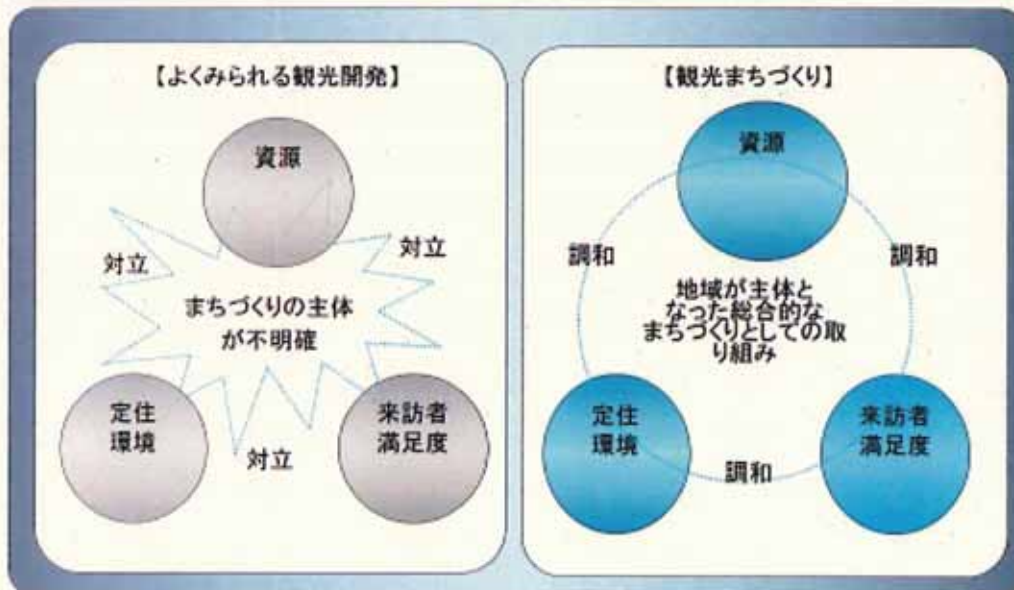 【よくみられる観光開発】
資源
対立
対立
まちづくりの主体
が不明確
定住
環境
来訪者
満足度
対立
【観光まちづくり】
資源
調和
調和
地域が主体と
なった総合的な
まちづくりとしての取
り組み
定住
環境
来訪者
満足度
調和